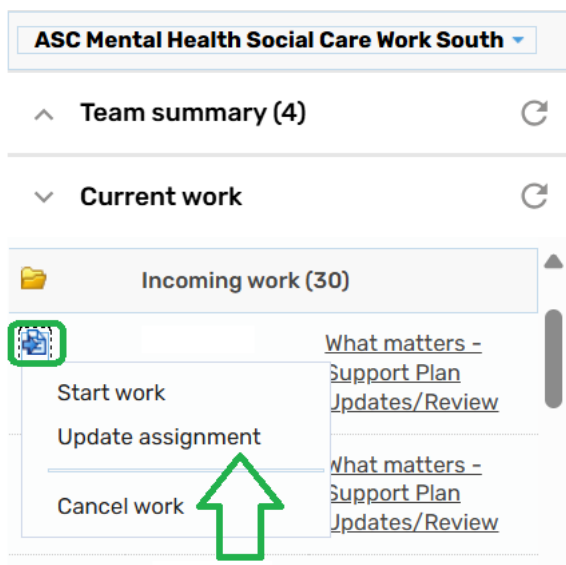 ASC Mental Health Social Care Work South
Team summary (4)
Current work
Incoming work (30)
What matters -
Support Plan
Updates/Review
Start work
Update assignment
Cancel work
What matters -
Support Plan
Updates/Review